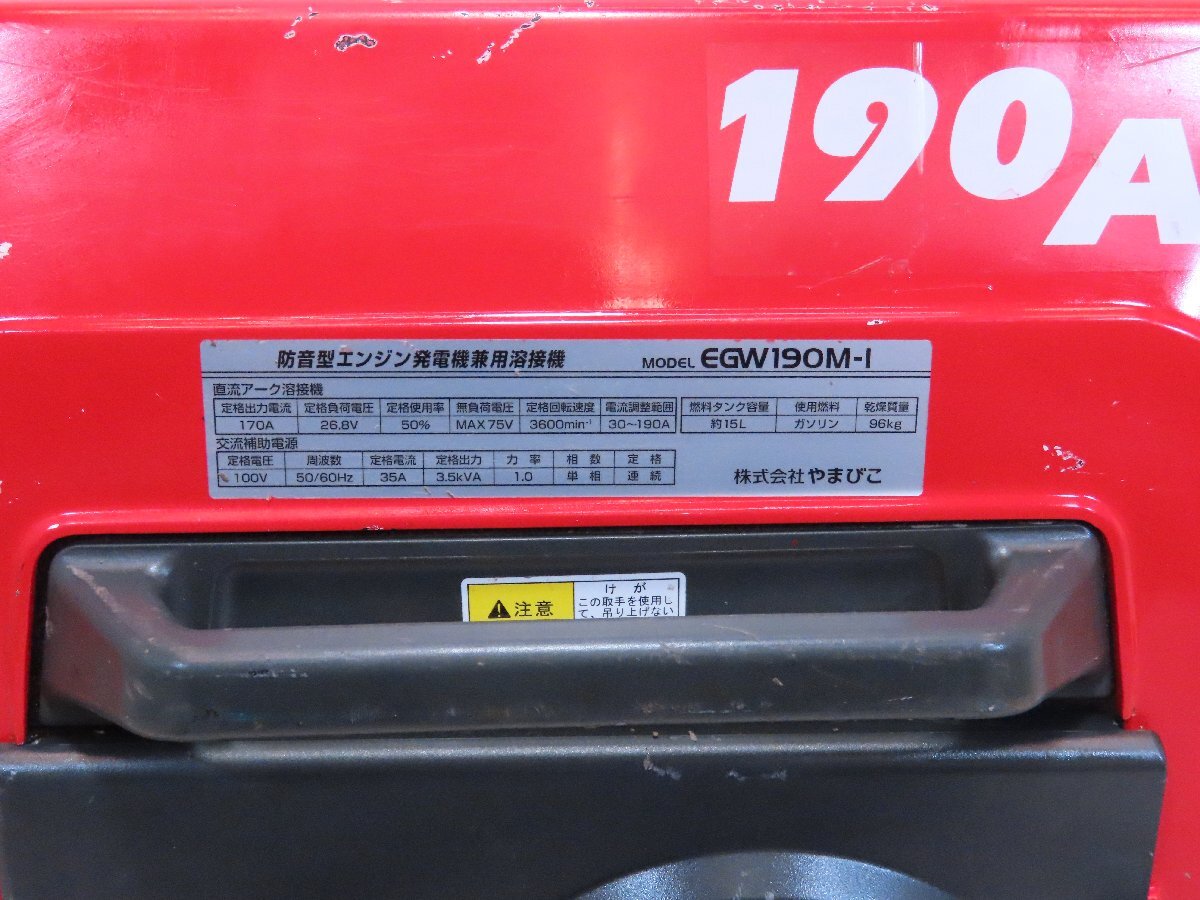 190A
防音型エンジン発電機兼用溶接機 MODEL EGW190M-I
直流アーク溶接機
定格出力電流 定格負荷電圧 定格使用率 無負荷電圧 定格回転速度 電流調整範囲 燃料タンク容量 使用燃料 乾燥質量
170A 26.8V 50% MAX75V 3600min⁻¹ 30～190A 約15L ガソリン 96kg
交流補助電源
定格電圧 周波数 定格電流 定格出力 力率 相数 定格
100V 50/60Hz 35A 3.5kVA 1.0 単相 連続
株式会社やまびこ
注意
けが
この取手を使用し
て、吊り上げない